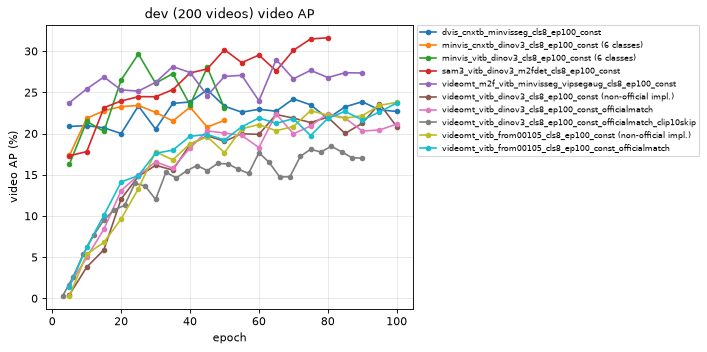 dev (200 videos) video AP
video AP (%)
30
25
20
15
10
5
0
0
20
40
60
80
100
epoch
dvis_cnxtb_minvisseg_cls8_ep100_const
minvis_cnxtb_dinov3_cls8_ep100_const (6 classes)
minvis_vitb_dinov3_cls8_ep100_const (6 classes)
sam3_vitb_dinov3_m2fdet_cls8_ep100_const
videomt_m2f_vitb_minvisseg_vipsegaug_cls8_ep100_const
videomt_vitb_dinov3_cls8_ep100_const (non-official impl.)
videomt_vitb_dinov3_cls8_ep100_const_officialmatch
videomt_vitb_dinov3_cls8_ep100_const_officialmatch_clip10skip
videomt_vitb_from00105_cls8_ep100_const (non-official impl.)
videomt_vitb_from00105_cls8_ep100_const_officialmatch